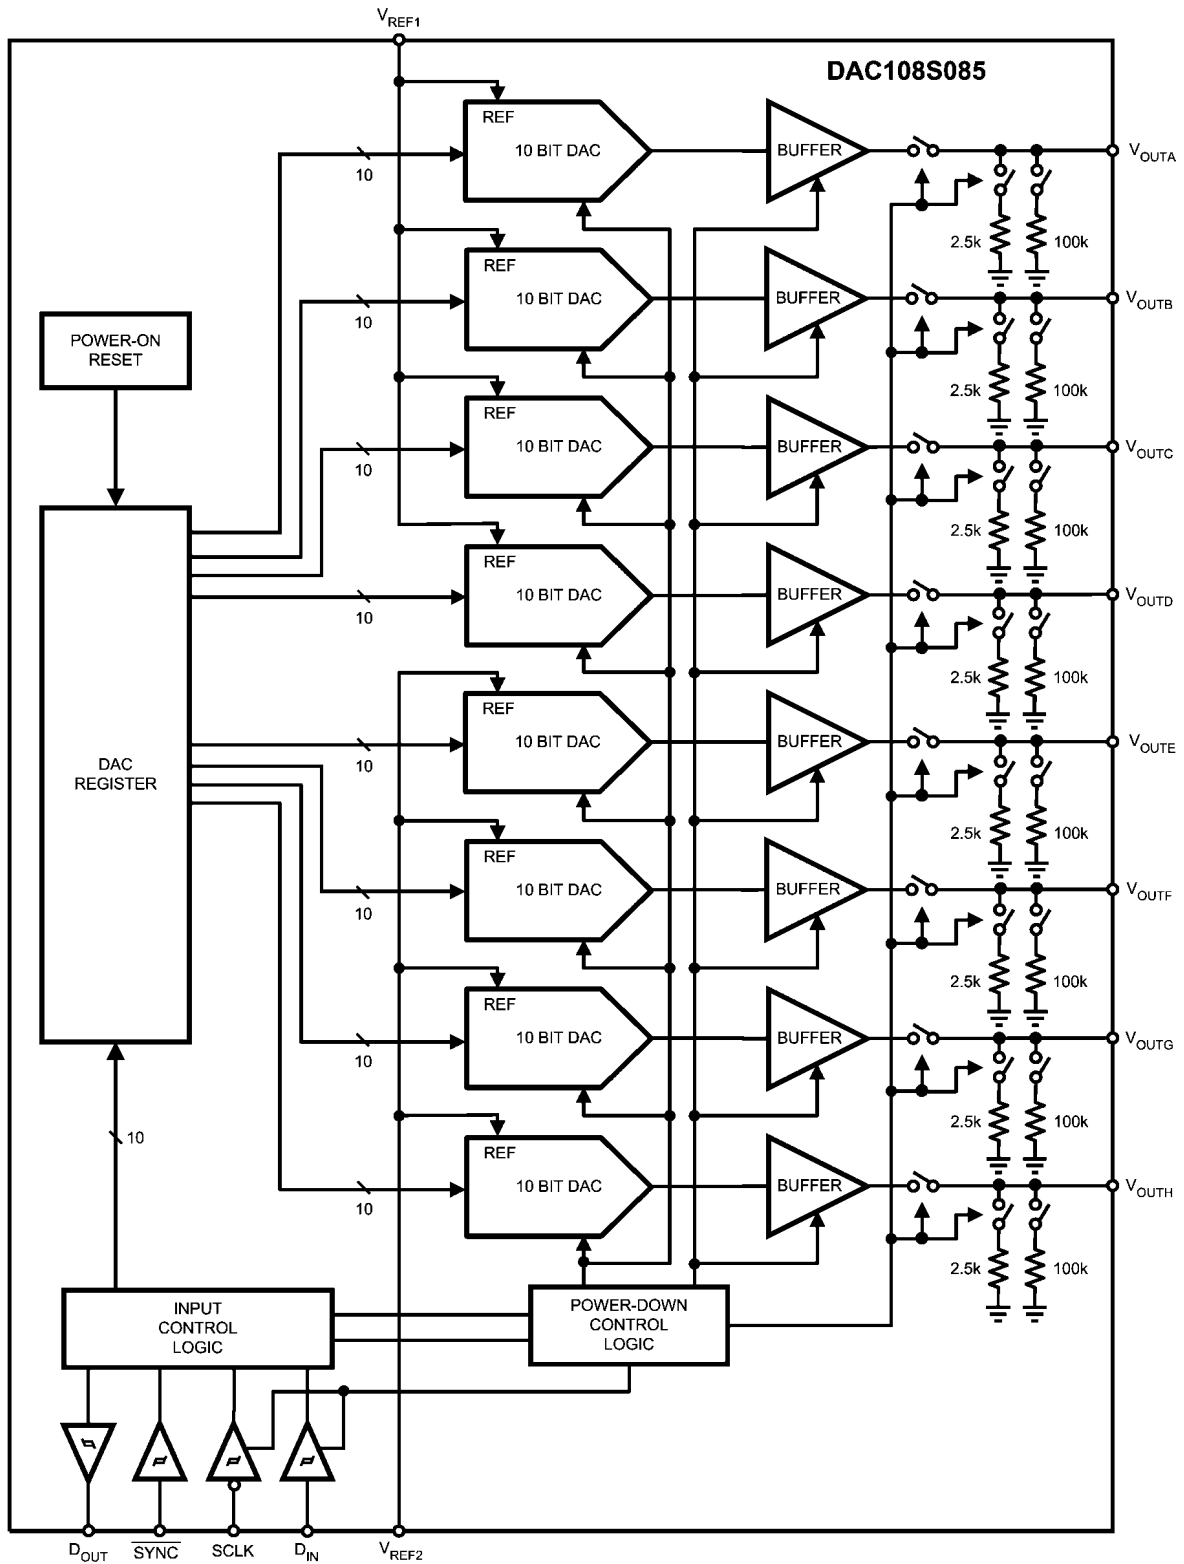 VREF1
DAC108S085
REF
10 BIT DAC
BUFFER
VOUTA
10
2.5k
100k
REF
10 BIT DAC
BUFFER
VOUTB
10
2.5k
100k
POWER-ON
RESET
REF
10 BIT DAC
BUFFER
VOUTC
10
2.5k
100k
REF
10 BIT DAC
BUFFER
VOUTD
10
2.5k
100k
DAC
REGISTER
REF
10 BIT DAC
BUFFER
VOUTE
10
2.5k
100k
REF
10 BIT DAC
BUFFER
VOUTF
10
2.5k
100k
REF
10 BIT DAC
BUFFER
VOUTG
10
2.5k
100k
10
REF
10 BIT DAC
BUFFER
VOUTH
10
2.5k
100k
INPUT
CONTROL
LOGIC
POWER-DOWN
CONTROL
LOGIC
DOUT
SYNC
SCLK
DIN
VREF2